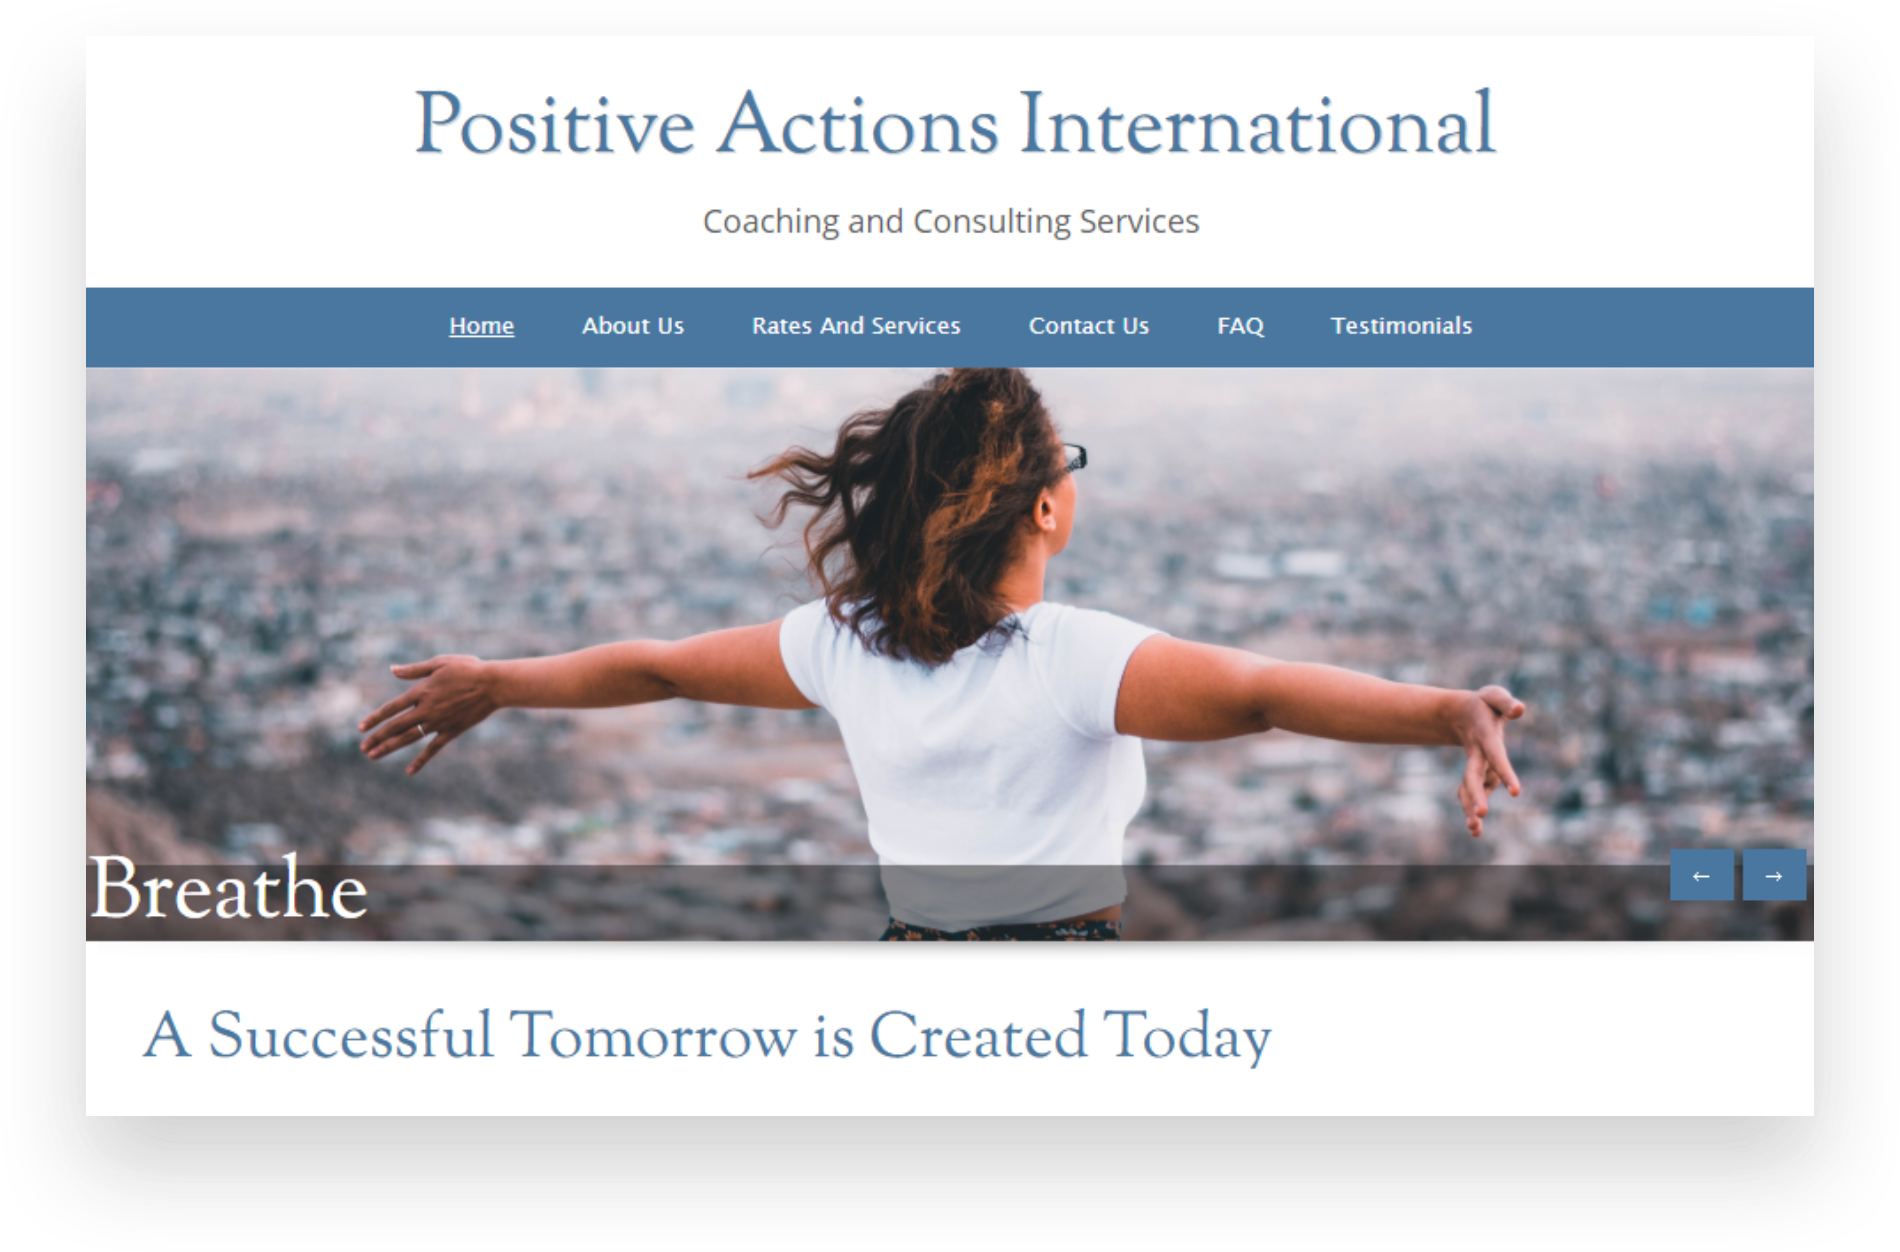 Positive Actions International
Coaching and Consulting Services
Home About Us Rates And Services Contact Us FAQ Testimonials
Breathe
← →
A Successful Tomorrow is Created Today